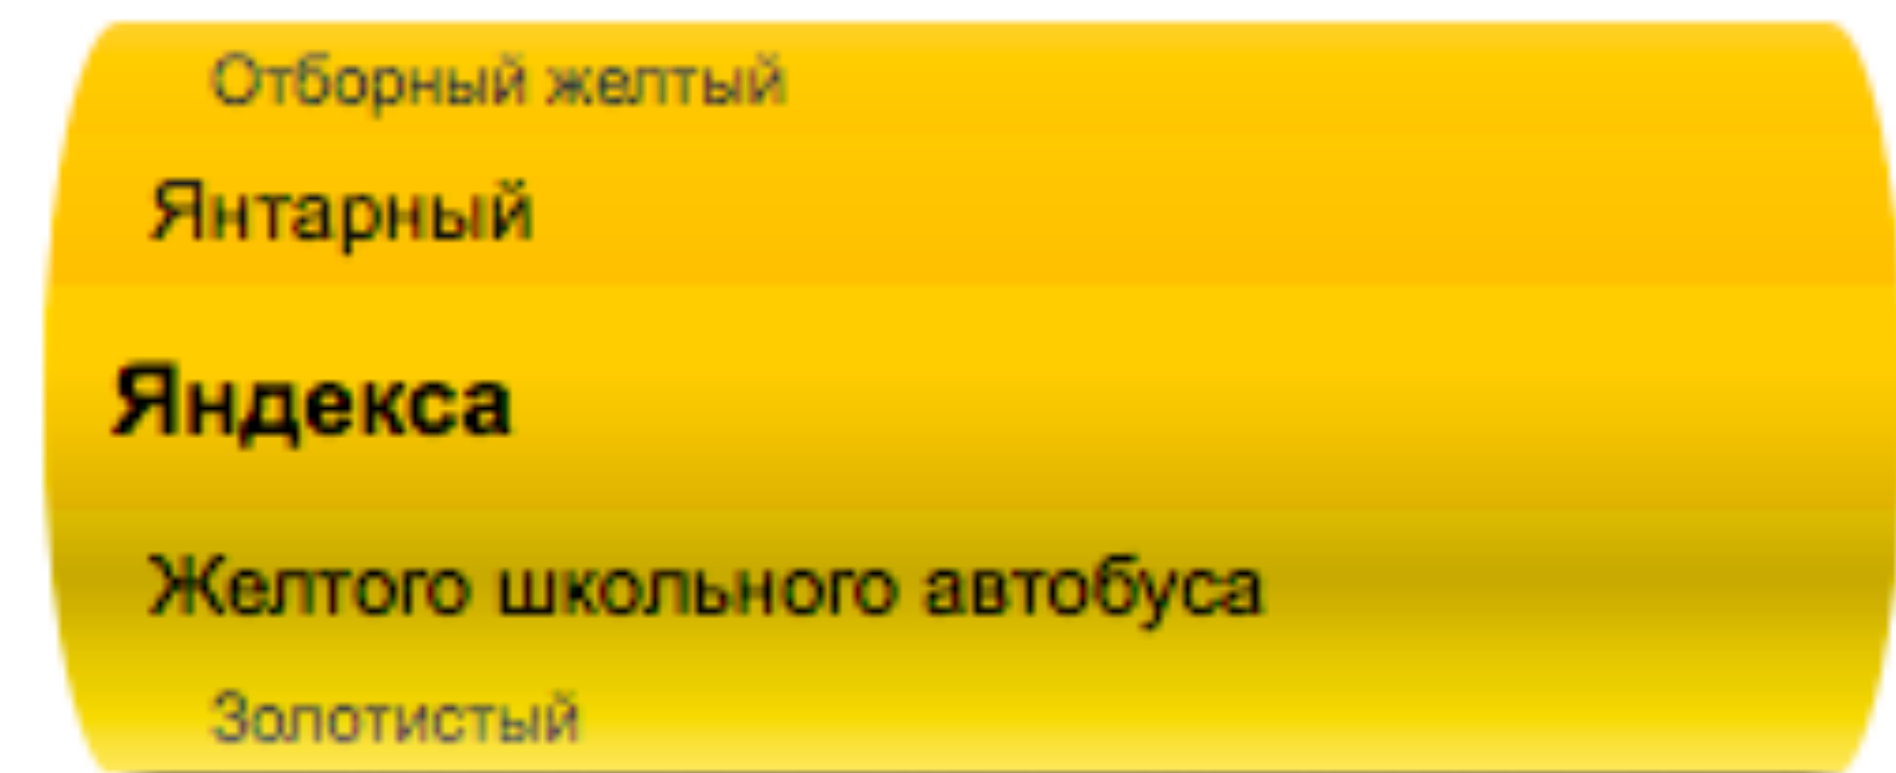 Отборный желтый
Янтарный
Яндекса
Желтого школьного автобуса
Золотистый